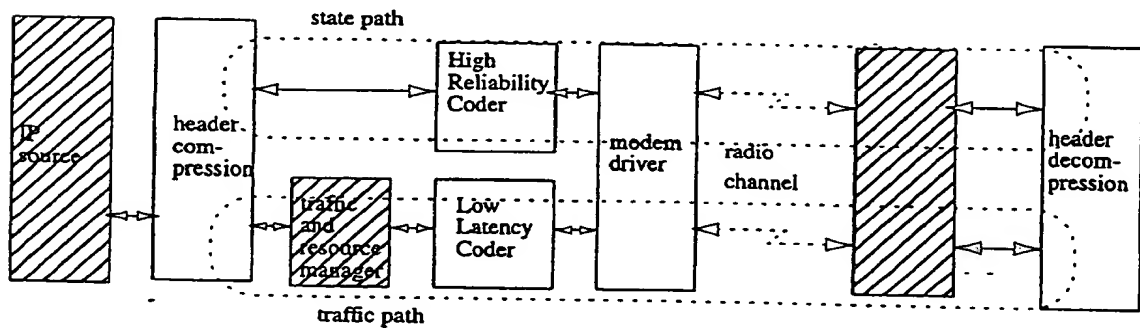 state path
High
Reliability
Coder
IP
source
header
com-
pression
modem
driver
radio
channel
header
decom-
pression
traffic
and
resource
manager
Low
Latency
Coder
traffic path